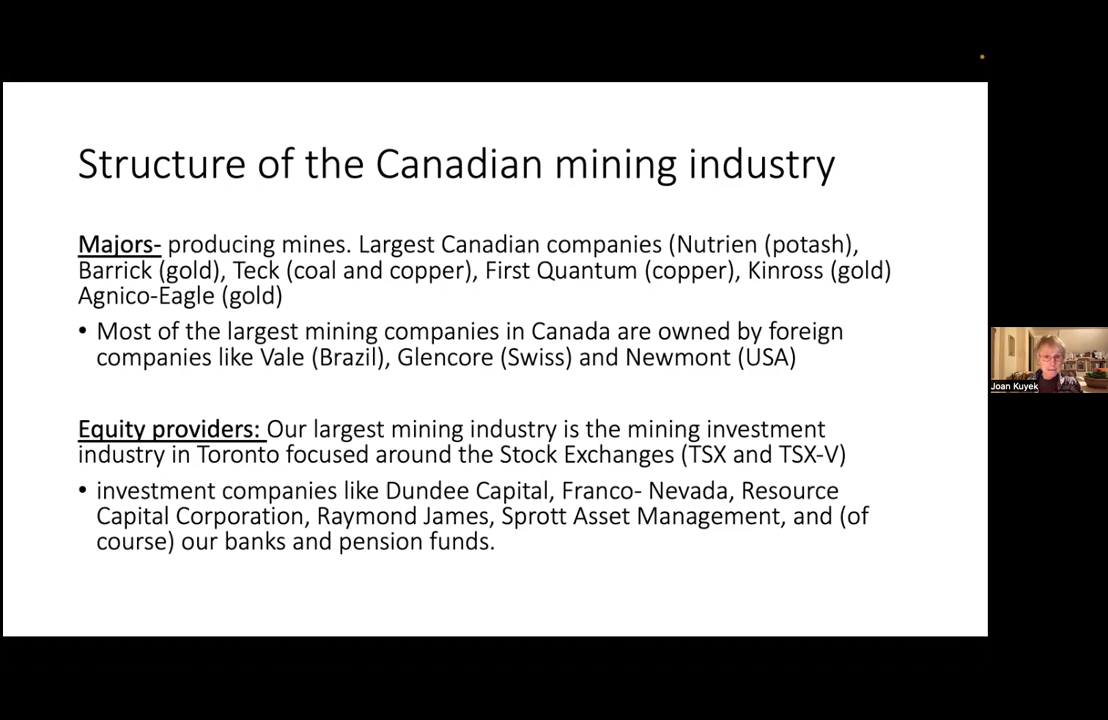 Structure of the Canadian mining industry
Majors- producing mines. Largest Canadian companies (Nutrien (potash),
Barrick (gold), Teck (coal and copper), First Quantum (copper), Kinross (gold)
Agnico-Eagle (gold)
• Most of the largest mining companies in Canada are owned by foreign
companies like Vale (Brazil), Glencore (Swiss) and Newmont (USA)
Equity providers: Our largest mining industry is the mining investment
industry in Toronto focused around the Stock Exchanges (TSX and TSX-V)
• investment companies like Dundee Capital, Franco- Nevada, Resource
Capital Corporation, Raymond James, Sprott Asset Management, and (of
course) our banks and pension funds.
Joan Kuyek